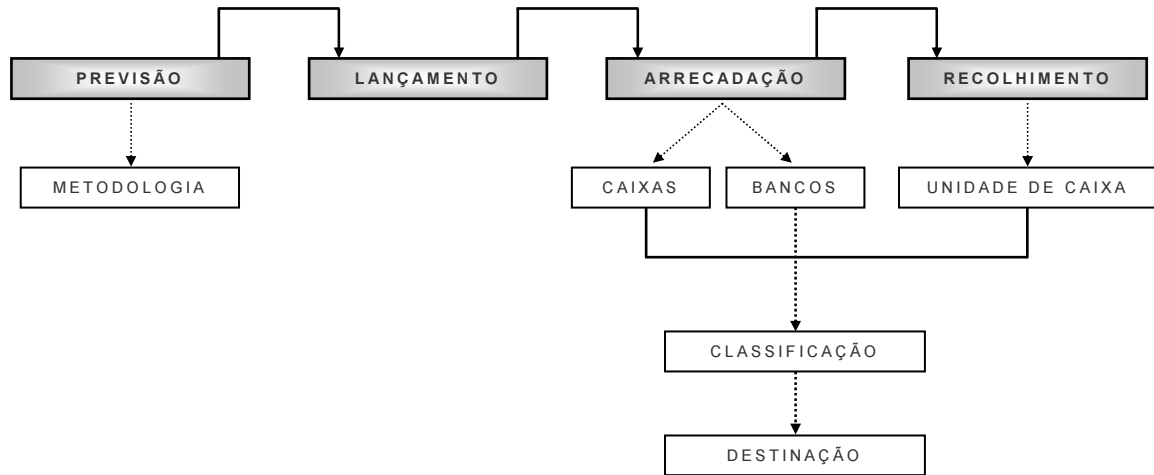 PREVISÃO
LANÇAMENTO
ARRECADAÇÃO
RECOLHIMENTO
METODOLOGIA
CAIXAS
BANCOS
UNIDADE DE CAIXA
CLASSIFICAÇÃO
DESTINAÇÃO